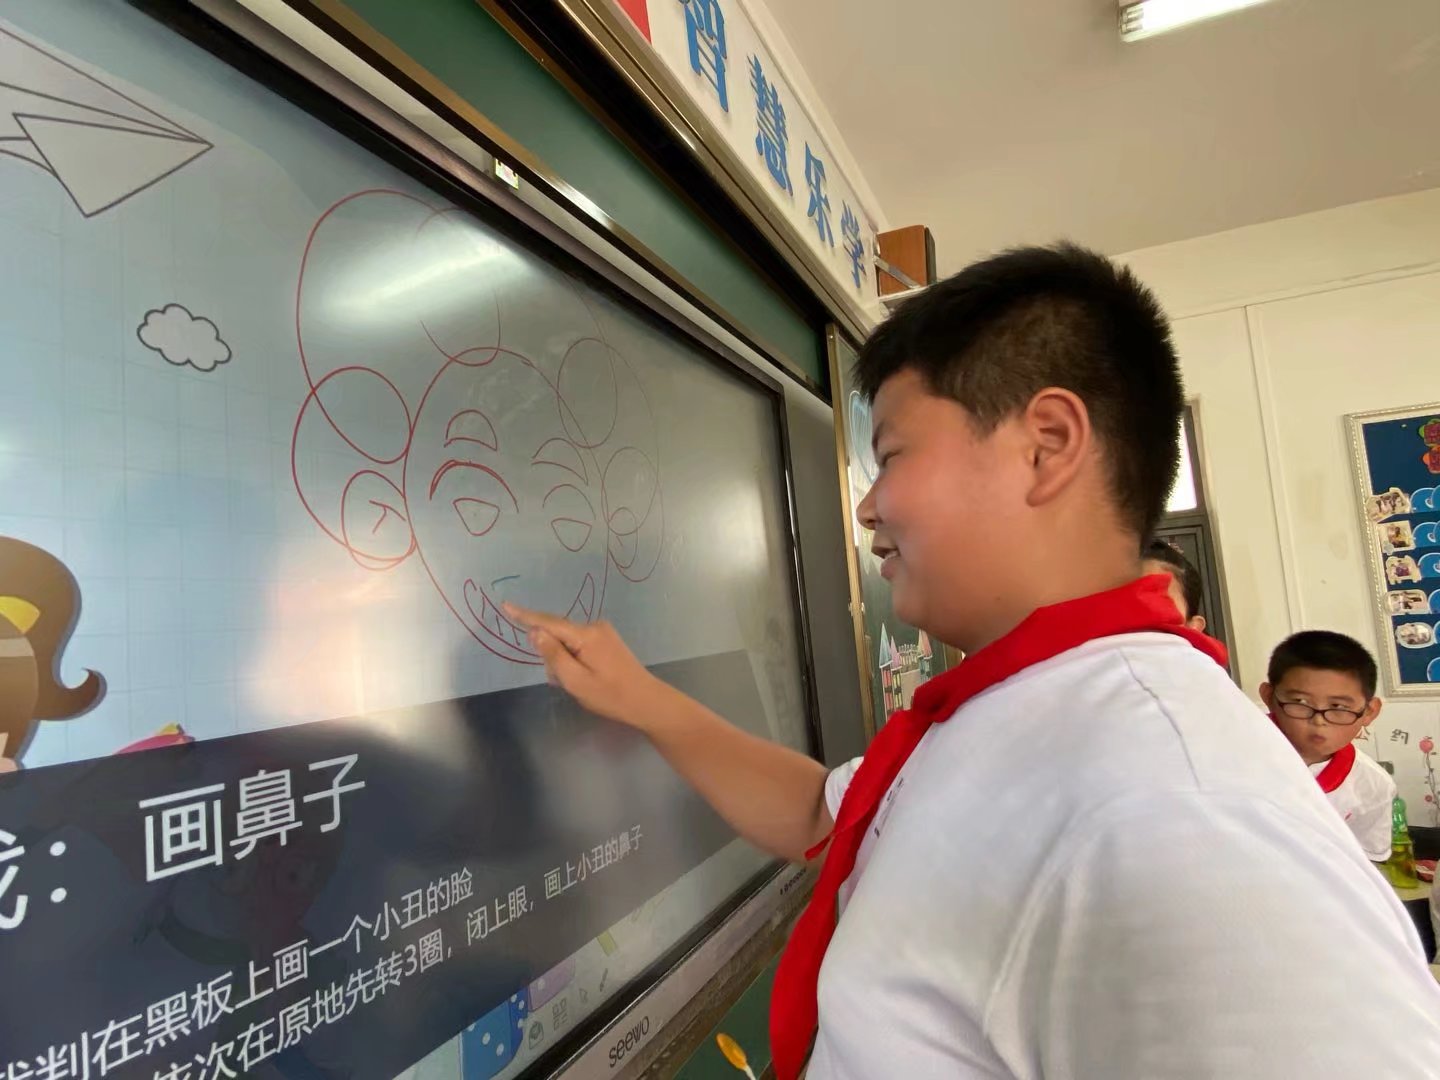 智慧乐学
：画鼻子
裁判在黑板上画一个小丑的脸
依次在原地先转3圈，闭上眼，画上小丑的鼻子
seewo
约